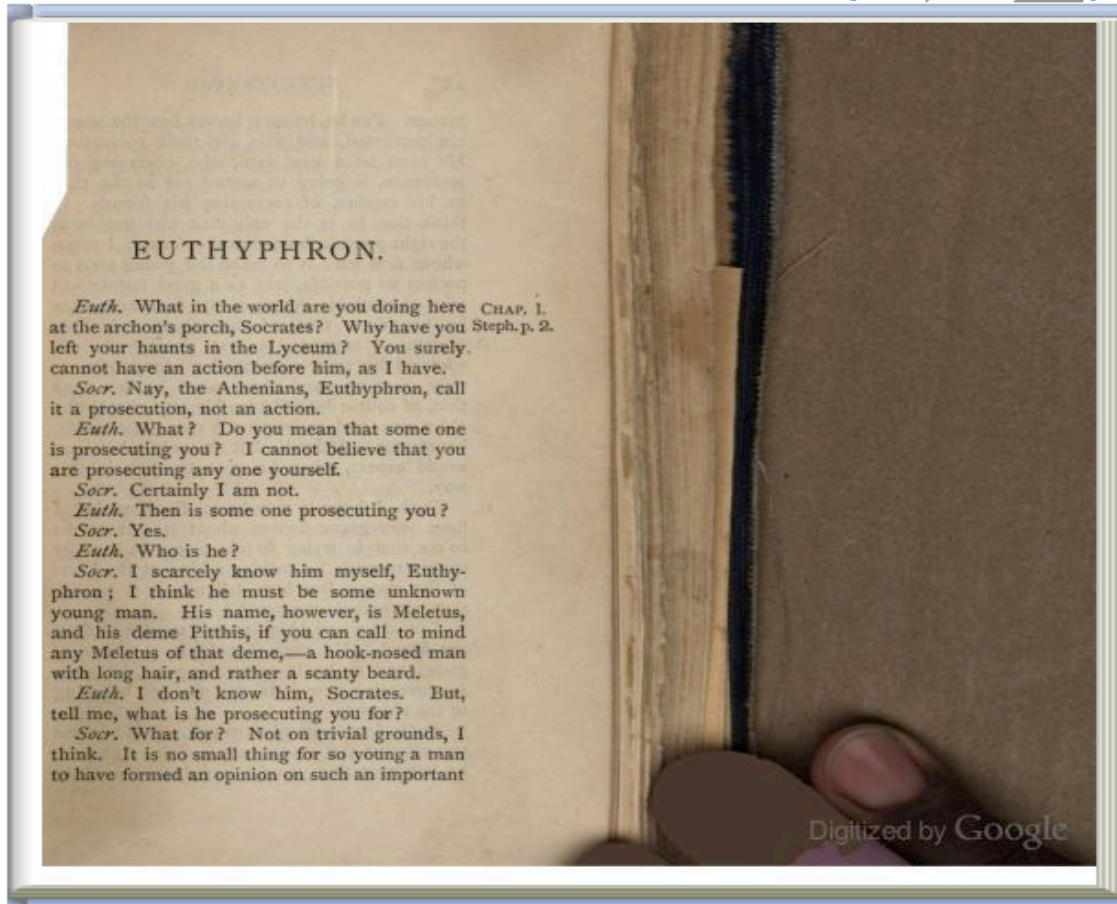 EUTHYPHRON.
Euth. What in the world are you doing here
at the archon's porch, Socrates? Why have you
left your haunts in the Lyceum? You surely
cannot have an action before him, as I have.
Socr. Nay, the Athenians, Euthyphron, call
it a prosecution, not an action.
Euth. What? Do you mean that some one
is prosecuting you? I cannot believe that you
are prosecuting any one yourself.
Socr. Certainly I am not.
Euth. Then is some one prosecuting you?
Socr. Yes.
Euth. Who is he?
Socr. I scarcely know him myself, Euthy-
phron; I think he must be some unknown
young man. His name, however, is Meletus,
and his deme Pitthis, if you can call to mind
any Meletus of that deme,—a hook-nosed man
with long hair, and rather a scanty beard.
Euth. I don't know him, Socrates. But,
tell me, what is he prosecuting you for?
Socr. What for? Not on trivial grounds, I
think. It is no small thing for so young a man
to have formed an opinion on such an important
CHAP. 1.
Steph. p. 2.
Digitized by Google